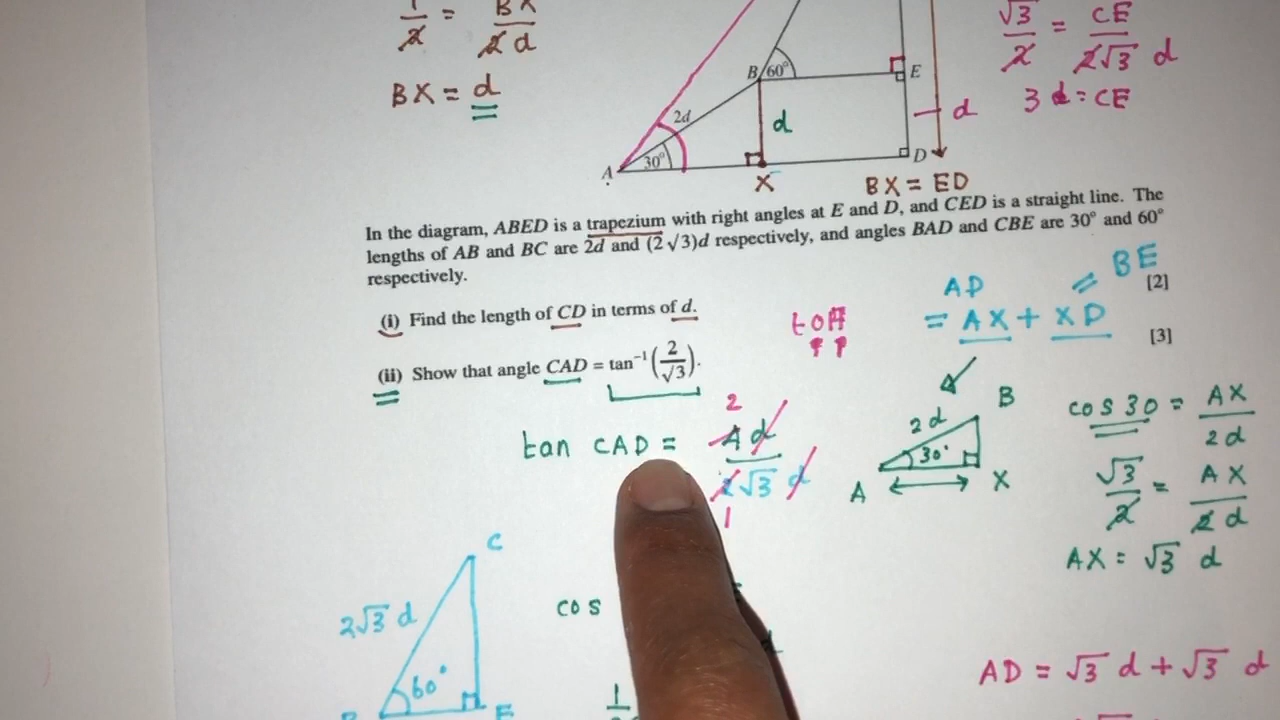 1/2 = BX/2d
BX = d
√3/2 = CE/2√3 d
3d = CE
B 60°
E
2d
d
d
30°
A
X
D
BX = ED
In the diagram, ABED is a trapezium with right angles at E and D, and CED is a straight line. The
lengths of AB and BC are 2d and (2√3)d respectively, and angles BAD and CBE are 30° and 60°
respectively.
(i) Find the length of CD in terms of d.
[2]
(ii) Show that angle CAD = tan⁻¹(2/√3).
[3]
toff
AD
= AX + XD
= BE
tan CAD = 4d/2√3 d
2
1
2d
B
30°
A
X
cos 30 = AX/2d
√3/2 = AX/2d
AX = √3 d
C
2√3 d
60°
cos
AD = √3 d + √3 d